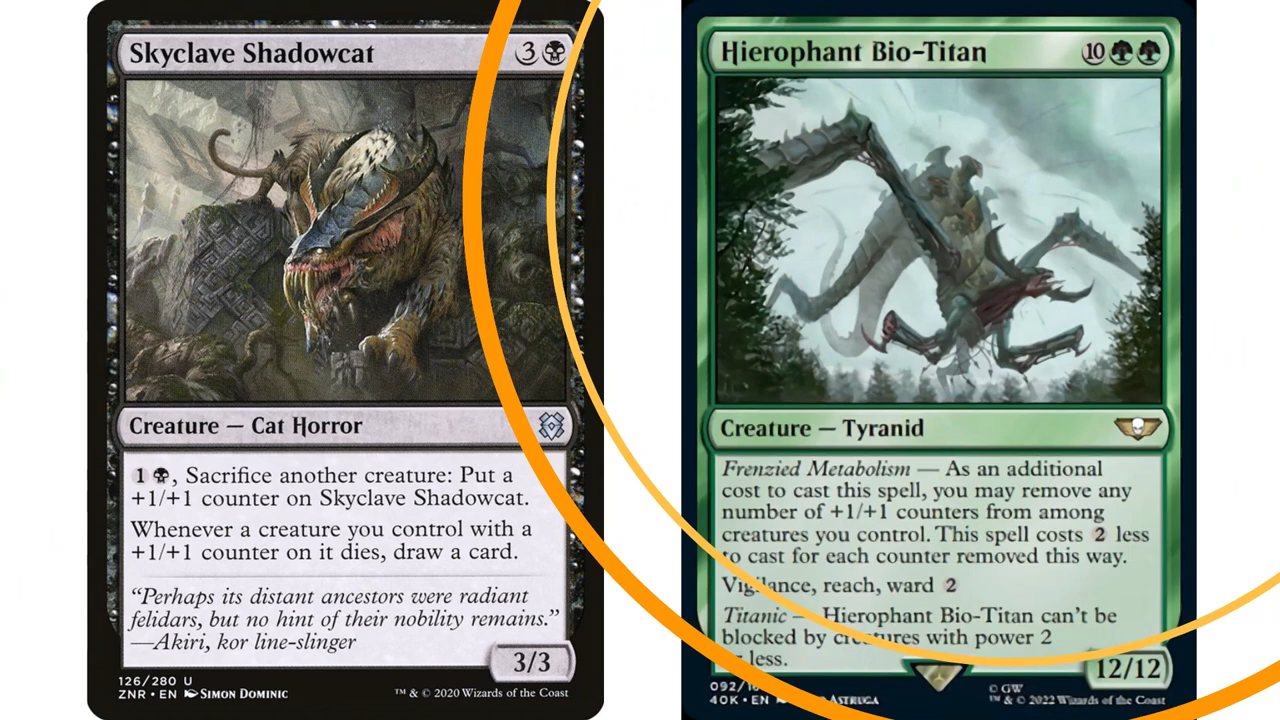 Skyclave Shadowcat
3
Creature — Cat Horror
1, Sacrifice another creature: Put a
+1/+1 counter on Skyclave Shadowcat.
Whenever a creature you control with a
+1/+1 counter on it dies, draw a card.
“Perhaps its distant ancestors were radiant
felidars, but no hint of their nobility remains.”
—Akiri, kor line-slinger
3/3
126/280 U
ZNR • EN SIMON DOMINIC
™ & © 2020 Wizards of the Coast
Hierophant Bio-Titan
10
Creature — Tyranid
Frenzied Metabolism — As an additional
cost to cast this spell, you may remove any
number of +1/+1 counters from among
creatures you control. This spell costs 2 less
to cast for each counter removed this way.
Vigilance, reach, ward 2
Titanic — Hierophant Bio-Titan can't be
blocked by creatures with power 2
less.
12/12
40K • EN ASTRUGA
© GW
™ & © 2022 Wizards of the Coast